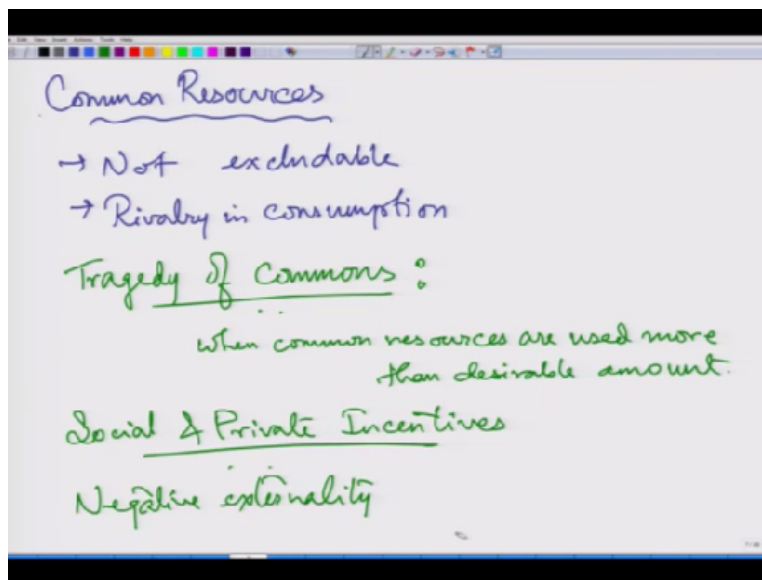 Common Resources
→ Not excludable
→ Rivalry in consumption
Tragedy of Commons :
when common resources are used more
than desirable amount.
Social & Private Incentives
Negative externality